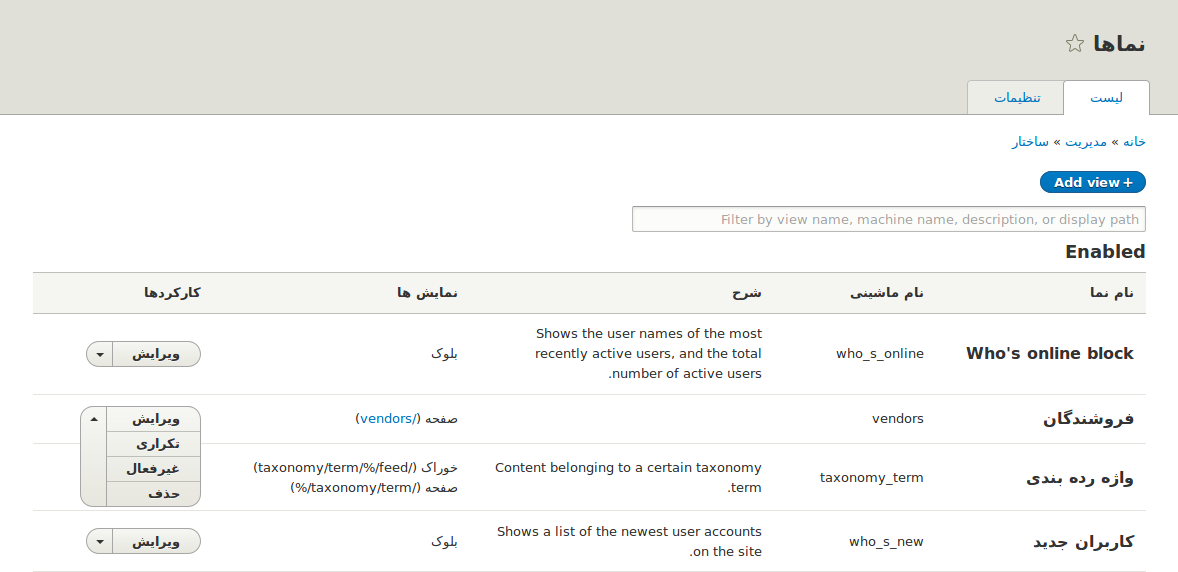 نماها
لیست
تنظیمات
خانه » مدیریت » ساختار
Add view +
Filter by view name, machine name, description, or display path
Enabled
نام نما
نام ماشینی
شرح
نمایش ها
کارکردها
Who's online block
who_s_online
Shows the user names of the most
recently active users, and the total
.number of active users
بلوک
ویرایش
فروشندگان
vendors
صفحه (/vendors)
ویرایش
تکراری
غیرفعال
حذف
واژه رده بندی
taxonomy_term
Content belonging to a certain taxonomy
.term
خوراک (/taxonomy/term/%/feed)
صفحه (/taxonomy/term/%)
کاربران جدید
who_s_new
Shows a list of the newest user accounts
.on the site
بلوک
ویرایش